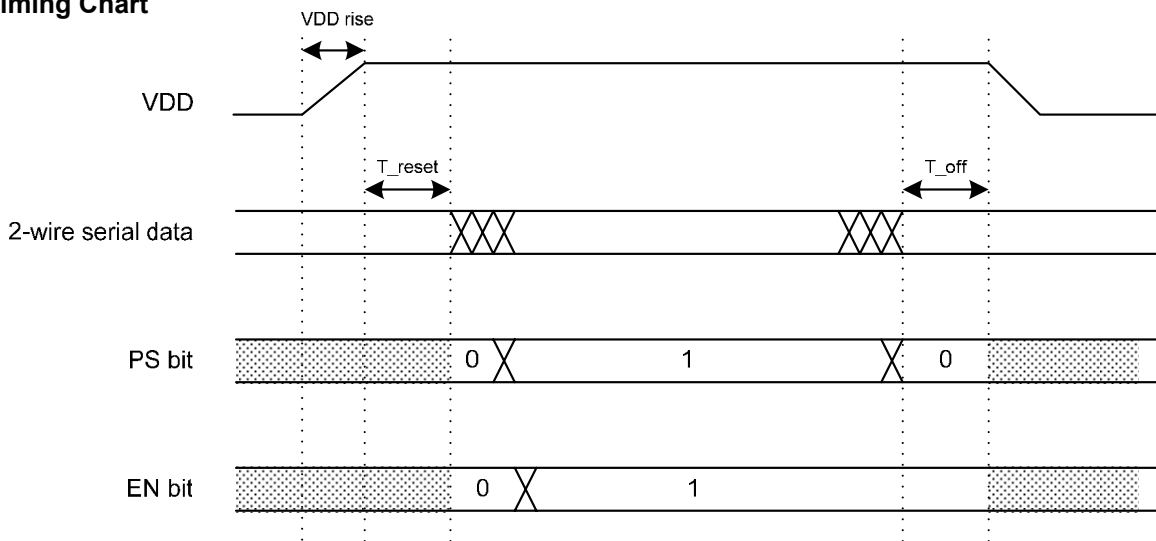 iming Chart
VDD rise
VDD
T_reset
T_off
2-wire serial data
PS bit
0
1
0
EN bit
0
1